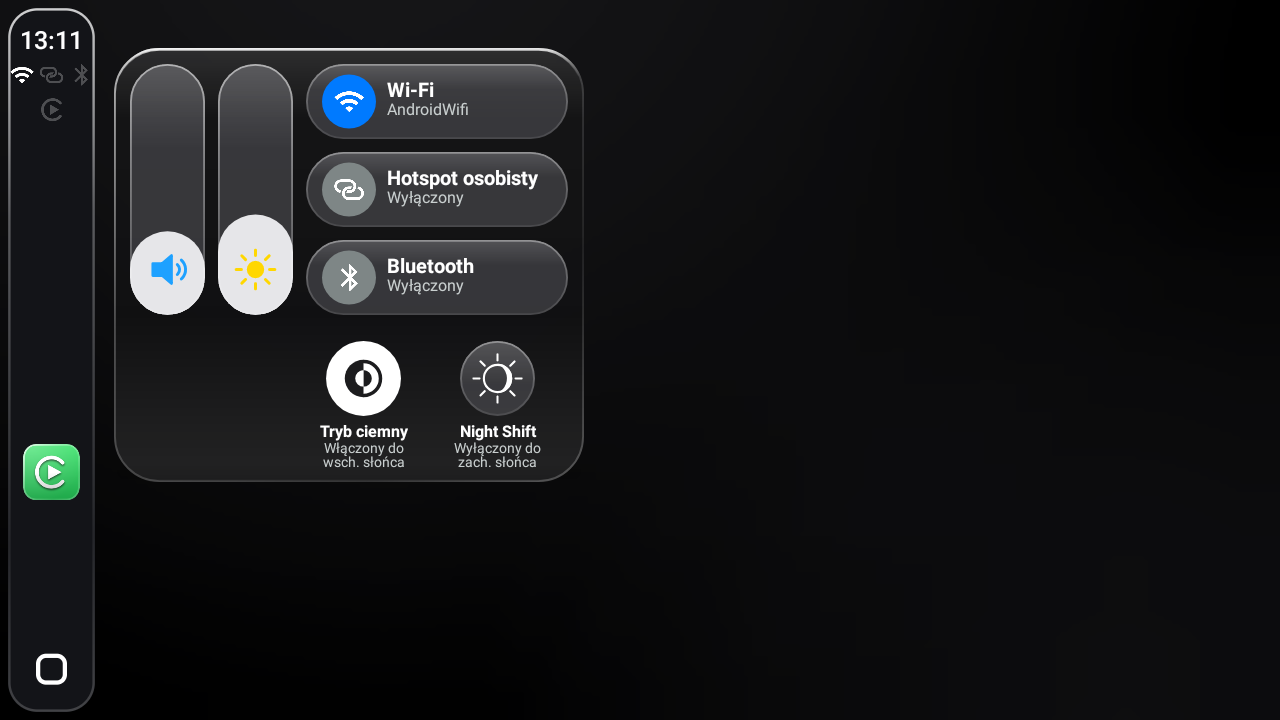 13:11
Wi-Fi
AndroidWifi
Hotspot osobisty
Wyłączony
Bluetooth
Wyłączony
Tryb ciemny
Włączony do
wsch. słońca
Night Shift
Wyłączony do
zach. słońca